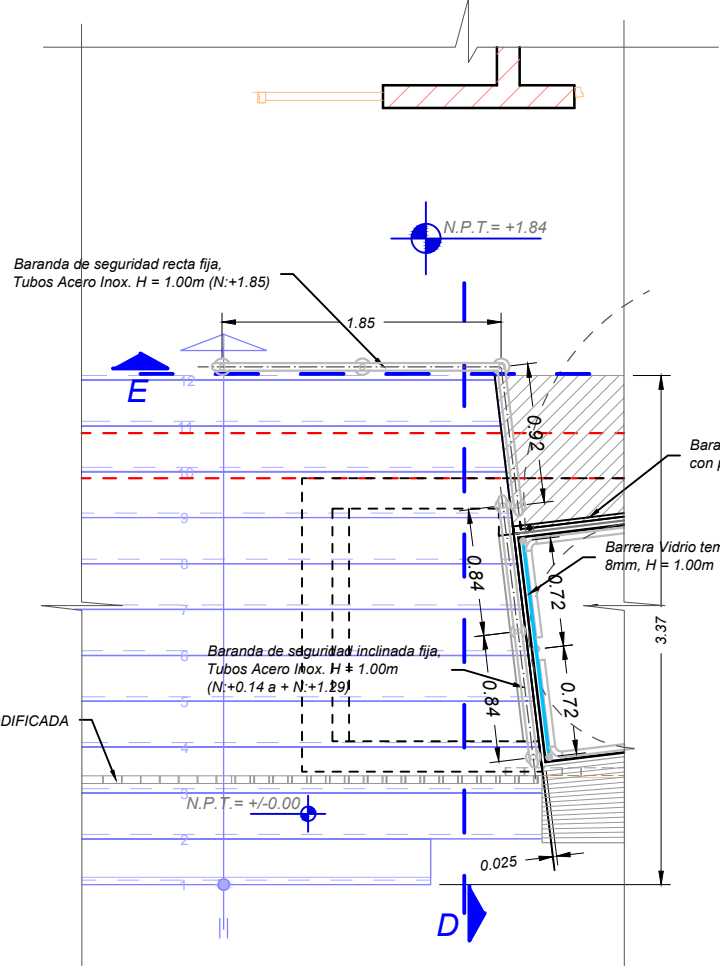 N.P.T.= +1.84
Baranda de seguridad recta fija,
Tubos Acero Inox. H = 1.00m (N:+1.85)
1.85
E
12
11
10
9
8
7
6
5
4
3
2
1
0.92
Bara
con p
Barrera Vidrio tem
8mm, H = 1.00m
0.84
0.72
3.37
Baranda de seguridad inclinada fija,
Tubos Acero Inox. H = 1.00m
(N:+0.14 a + N:+1.29)
0.84
0.72
DIFICADA
N.P.T.= +/-0.00
0.025
D